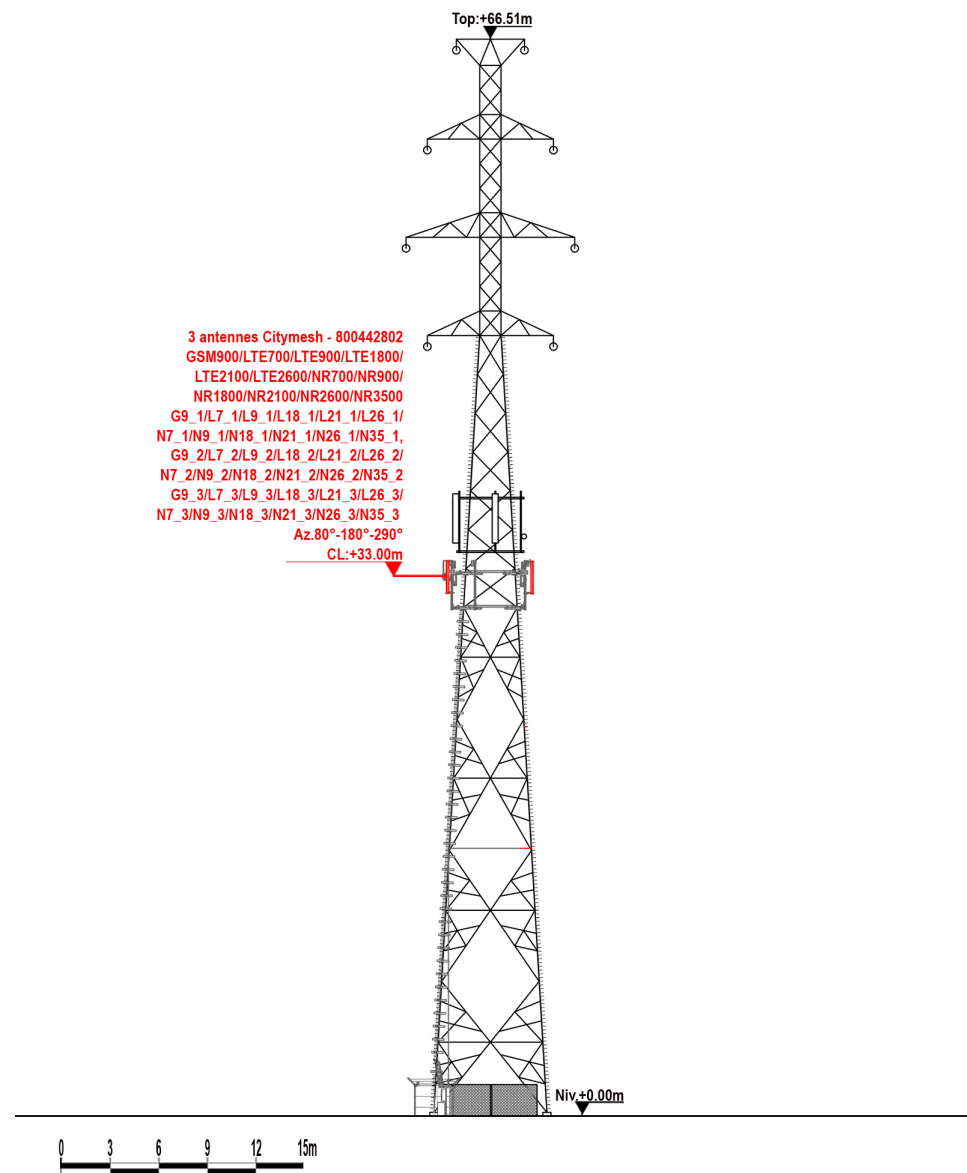 Top:+66.51m
3 antennes Citymesh - 800442802
GSM900/LTE700/LTE900/LTE1800/
LTE2100/LTE2600/NR700/NR900/
NR1800/NR2100/NR2600/NR3500
G9_1/L7_1/L9_1/L18_1/L21_1/L26_1/
N7_1/N9_1/N18_1/N21_1/N26_1/N35_1,
G9_2/L7_2/L9_2/L18_2/L21_2/L26_2/
N7_2/N9_2/N18_2/N21_2/N26_2/N35_2
G9_3/L7_3/L9_3/L18_3/L21_3/L26_3/
N7_3/N9_3/N18_3/N21_3/N26_3/N35_3
Az.80°-180°-290°
CL:+33.00m
Niv.+0.00m
0 3 6 9 12 15m